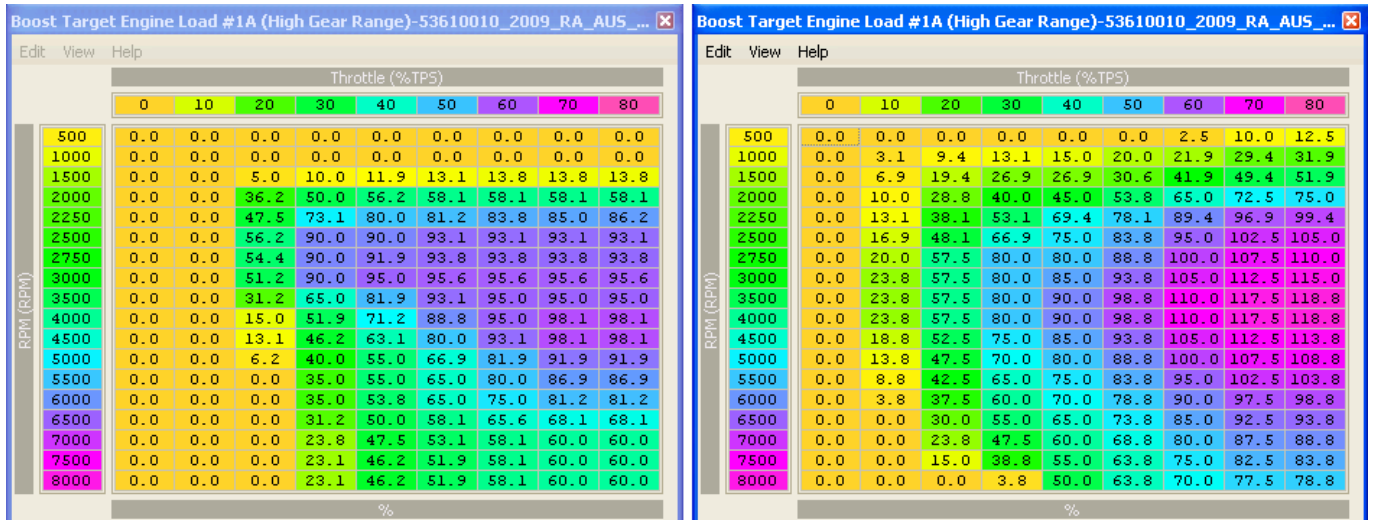 Boost Target Engine Load #1A (High Gear Range)-53610010_2009_RA_AUS_...
Edit View Help
Throttle (%TPS)
0 10 20 30 40 50 60 70 80
RPM (RPM)
500 0.0 0.0 0.0 0.0 0.0 0.0 0.0 0.0 0.0
1000 0.0 0.0 0.0 0.0 0.0 0.0 0.0 0.0 0.0
1500 0.0 0.0 5.0 10.0 11.9 13.1 13.8 13.8 13.8
2000 0.0 0.0 36.2 50.0 56.2 58.1 58.1 58.1 58.1
2250 0.0 0.0 47.5 73.1 80.0 81.2 83.8 85.0 86.2
2500 0.0 0.0 56.2 90.0 90.0 93.1 93.1 93.1 93.1
2750 0.0 0.0 54.4 90.0 91.9 93.8 93.8 93.8 93.8
3000 0.0 0.0 51.2 90.0 95.0 95.6 95.6 95.6 95.6
3500 0.0 0.0 31.2 65.0 81.9 93.1 95.0 95.0 95.0
4000 0.0 0.0 15.0 51.9 71.2 88.8 95.0 98.1 98.1
4500 0.0 0.0 13.1 46.2 63.1 80.0 93.1 98.1 98.1
5000 0.0 0.0 6.2 40.0 55.0 66.9 81.9 91.9 91.9
5500 0.0 0.0 0.0 35.0 55.0 65.0 80.0 86.9 86.9
6000 0.0 0.0 0.0 35.0 53.8 65.0 75.0 81.2 81.2
6500 0.0 0.0 0.0 31.2 50.0 58.1 65.6 68.1 68.1
7000 0.0 0.0 0.0 23.8 47.5 53.1 58.1 60.0 60.0
7500 0.0 0.0 0.0 23.1 46.2 51.9 58.1 60.0 60.0
8000 0.0 0.0 0.0 23.1 46.2 51.9 58.1 60.0 60.0
%
Boost Target Engine Load #1A (High Gear Range)-53610010_2009_RA_AUS_...
Edit View Help
Throttle (%TPS)
0 10 20 30 40 50 60 70 80
RPM (RPM)
500 0.0 0.0 0.0 0.0 0.0 0.0 2.5 10.0 12.5
1000 0.0 3.1 9.4 13.1 15.0 20.0 21.9 29.4 31.9
1500 0.0 6.9 19.4 26.9 26.9 30.6 41.9 49.4 51.9
2000 0.0 10.0 28.8 40.0 45.0 53.8 65.0 72.5 75.0
2250 0.0 13.1 38.1 53.1 69.4 78.1 89.4 96.9 99.4
2500 0.0 16.9 48.1 66.9 75.0 83.8 95.0 102.5 105.0
2750 0.0 20.0 57.5 80.0 80.0 88.8 100.0 107.5 110.0
3000 0.0 23.8 57.5 80.0 85.0 93.8 105.0 112.5 115.0
3500 0.0 23.8 57.5 80.0 90.0 98.8 110.0 117.5 118.8
4000 0.0 23.8 57.5 80.0 90.0 98.8 110.0 117.5 118.8
4500 0.0 18.8 52.5 75.0 85.0 93.8 105.0 112.5 113.8
5000 0.0 13.8 47.5 70.0 80.0 88.8 100.0 107.5 108.8
5500 0.0 8.8 42.5 65.0 75.0 83.8 95.0 102.5 103.8
6000 0.0 3.8 37.5 60.0 70.0 78.8 90.0 97.5 98.8
6500 0.0 0.0 30.0 55.0 65.0 73.8 85.0 92.5 93.8
7000 0.0 0.0 23.8 47.5 60.0 68.8 80.0 87.5 88.8
7500 0.0 0.0 15.0 38.8 55.0 63.8 75.0 82.5 83.8
8000 0.0 0.0 0.0 3.8 50.0 63.8 70.0 77.5 78.8
%